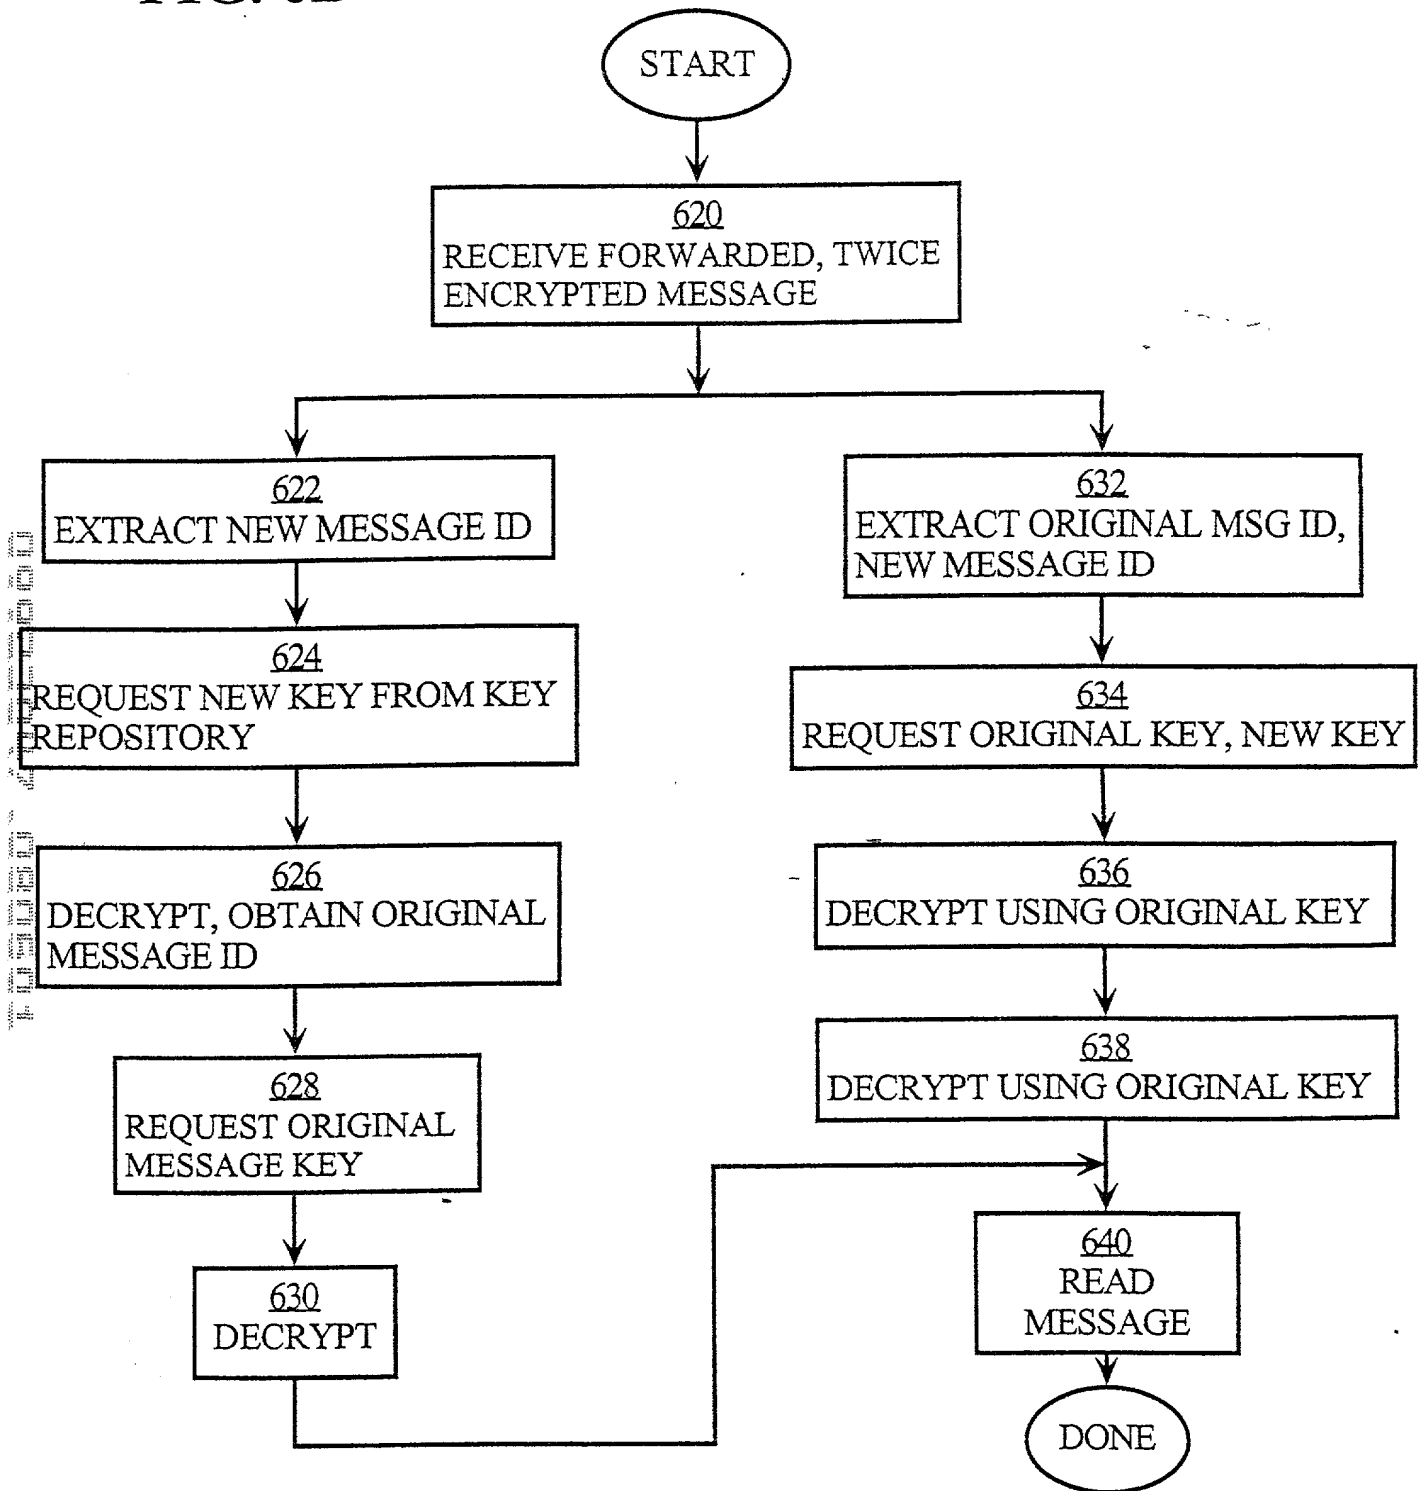 START
620
RECEIVE FORWARDED, TWICE
ENCRYPTED MESSAGE
622
EXTRACT NEW MESSAGE ID
624
REQUEST NEW KEY FROM KEY
REPOSITORY
626
DECRYPT, OBTAIN ORIGINAL
MESSAGE ID
628
REQUEST ORIGINAL
MESSAGE KEY
630
DECRYPT
632
EXTRACT ORIGINAL MSG ID,
NEW MESSAGE ID
634
REQUEST ORIGINAL KEY, NEW KEY
636
DECRYPT USING ORIGINAL KEY
638
DECRYPT USING ORIGINAL KEY
640
READ
MESSAGE
DONE